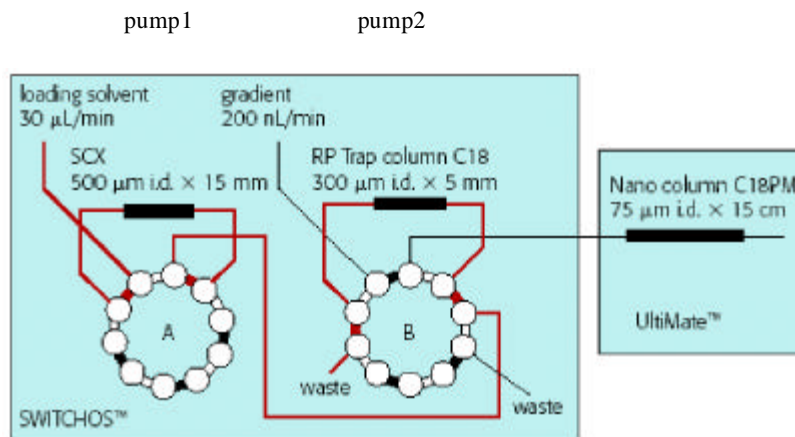 pump1 pump2
loading solvent
30 µL/min
gradient
200 nL/min
SCX
500 µm i.d. × 15 mm
RP Trap column C18
300 µm i.d. × 5 mm
Nano column C18PM
75 µm i.d. × 15 cm
A
B
UltiMate™
waste
waste
SWITCHOS™